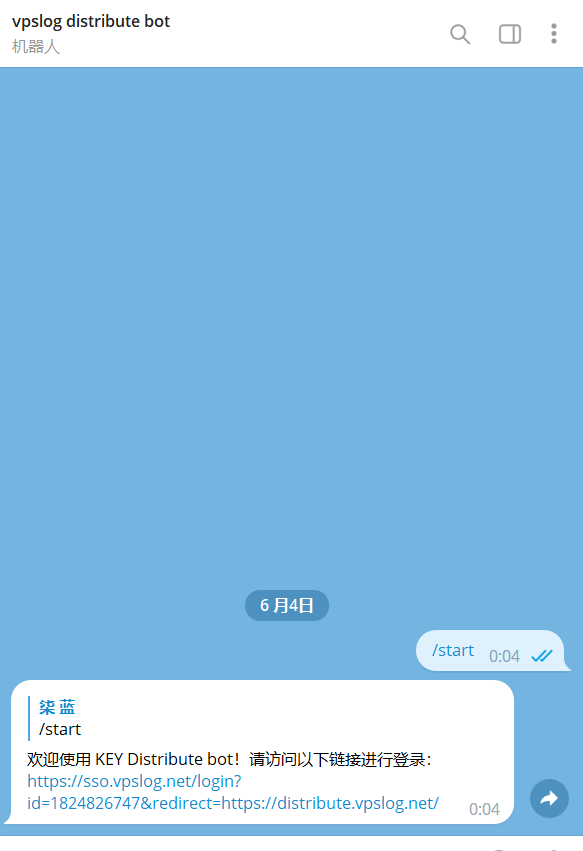 vpslog distribute bot
机器人
6 月4日
/start 0:04
柒 蓝
/start
欢迎使用 KEY Distribute bot！请访问以下链接进行登录：
https://sso.vpslog.net/login?
id=1824826747&redirect=https://distribute.vpslog.net/ 0:04